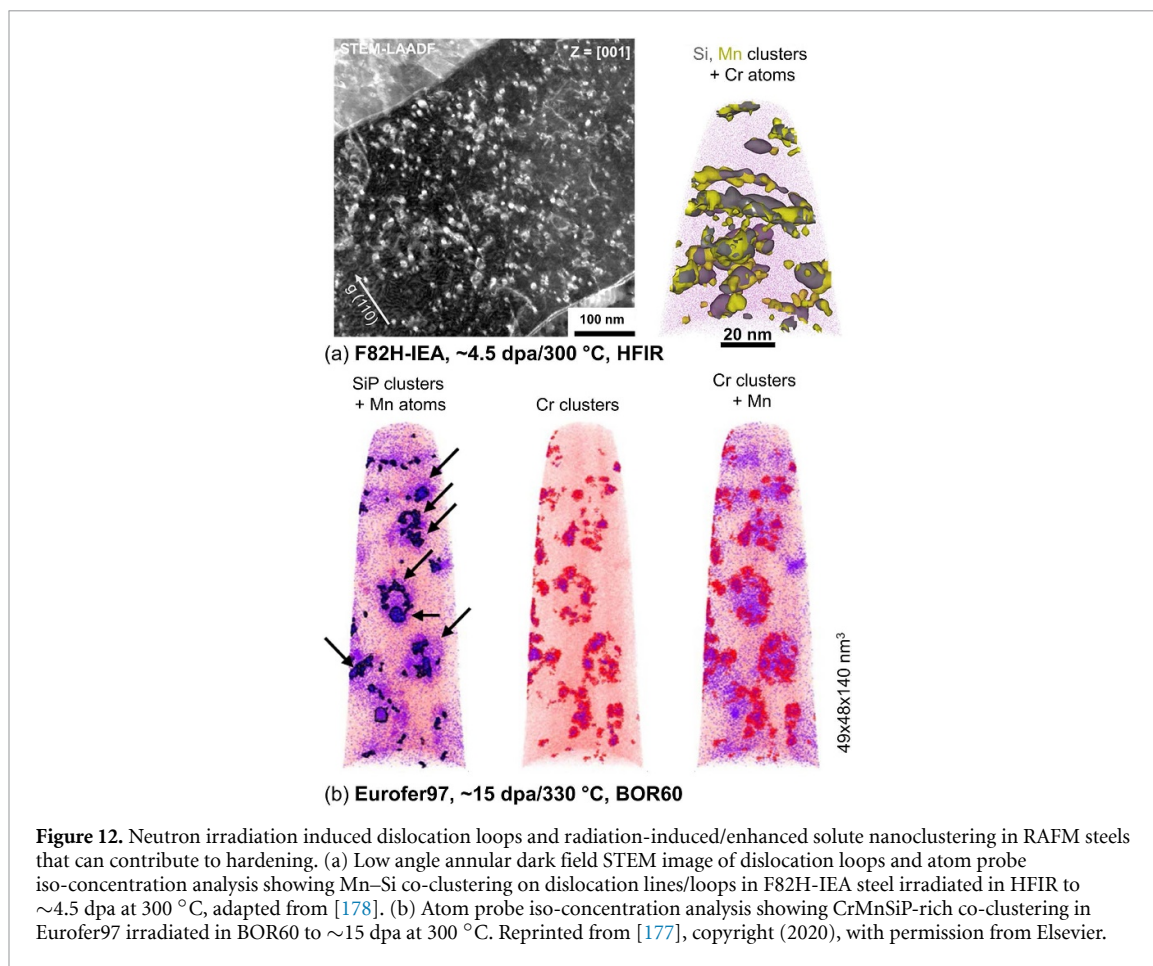 STEM-LAADF
Z = [001]
g (110)
100 nm
Si, Mn clusters
+ Cr atoms
20 nm
(a) F82H-IEA, ~4.5 dpa/300 °C, HFIR
SiP clusters
+ Mn atoms
Cr clusters
Cr clusters
+ Mn
49x48x140 nm³
(b) Eurofer97, ~15 dpa/330 °C, BOR60
Figure 12. Neutron irradiation induced dislocation loops and radiation-induced/enhanced solute nanoclustering in RAFM steels
that can contribute to hardening. (a) Low angle annular dark field STEM image of dislocation loops and atom probe
iso-concentration analysis showing Mn–Si co-clustering on dislocation lines/loops in F82H-IEA steel irradiated in HFIR to
∼4.5 dpa at 300 °C, adapted from [178]. (b) Atom probe iso-concentration analysis showing CrMnSiP-rich co-clustering in
Eurofer97 irradiated in BOR60 to ∼15 dpa at 300 °C. Reprinted from [177], copyright (2020), with permission from Elsevier.